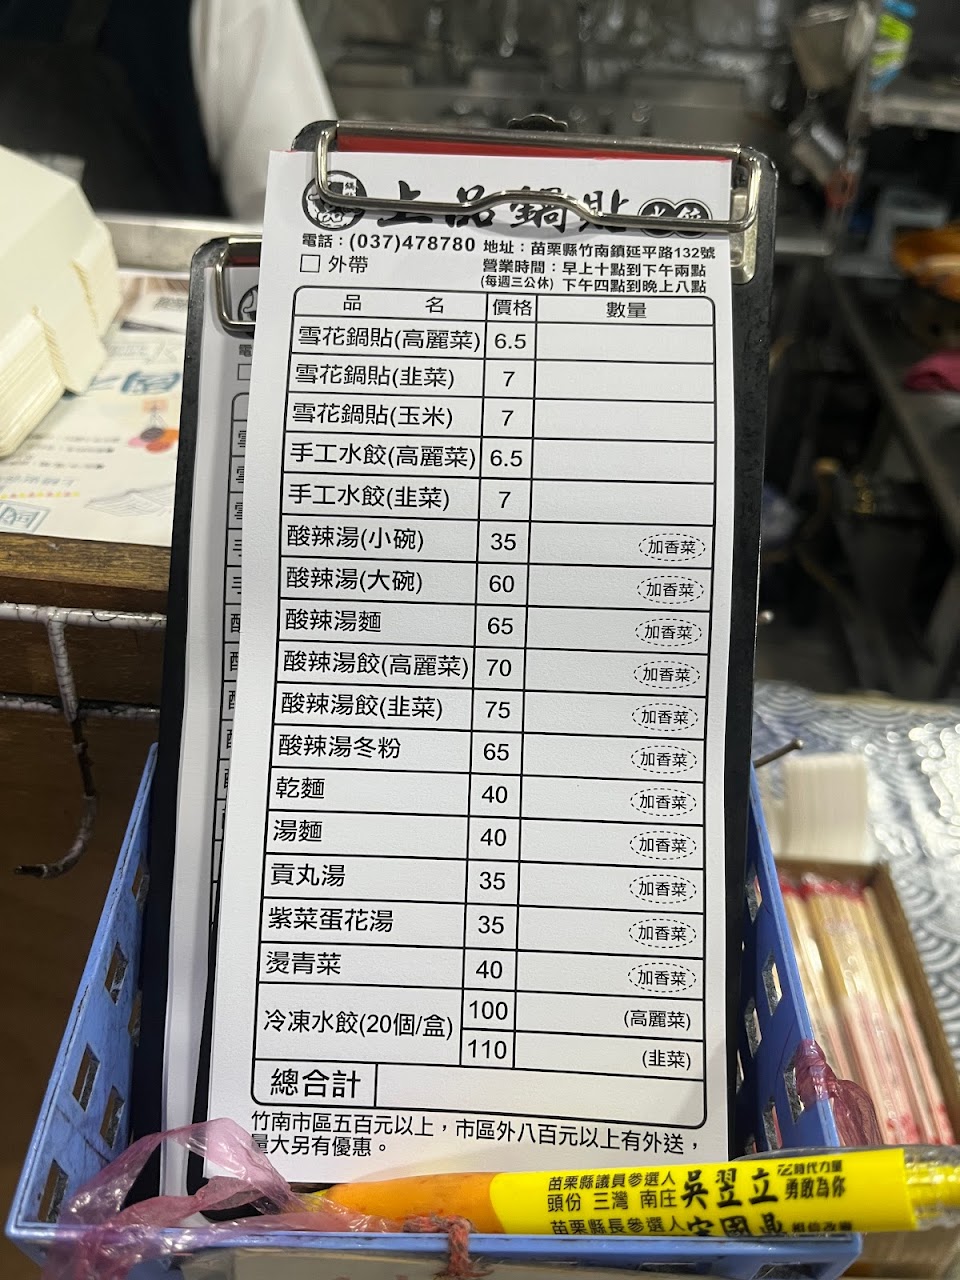 上品鍋貼 水餃
電話：(037)478780 地址：苗栗縣竹南鎮延平路132號
□ 外帶 營業時間：早上十點到下午兩點
(每週三公休) 下午四點到晚上八點
品名 價格 數量
雪花鍋貼(高麗菜) 6.5
雪花鍋貼(韭菜) 7
雪花鍋貼(玉米) 7
手工水餃(高麗菜) 6.5
手工水餃(韭菜) 7
酸辣湯(小碗) 35 加香菜
酸辣湯(大碗) 60 加香菜
酸辣湯麵 65 加香菜
酸辣湯餃(高麗菜) 70 加香菜
酸辣湯餃(韭菜) 75 加香菜
酸辣湯冬粉 65 加香菜
乾麵 40 加香菜
湯麵 40 加香菜
貢丸湯 35 加香菜
紫菜蛋花湯 35 加香菜
燙青菜 40 加香菜
冷凍水餃(20個/盒) 100 (高麗菜)
110 (韭菜)
總合計
竹南市區五百元以上，市區外八百元以上有外送，
量大另有優惠。
苗栗縣議員參選人 吳翌立 時代力量
頭份 三灣 南庄 勇敢為你
苗栗縣長參選人 宋國鼎